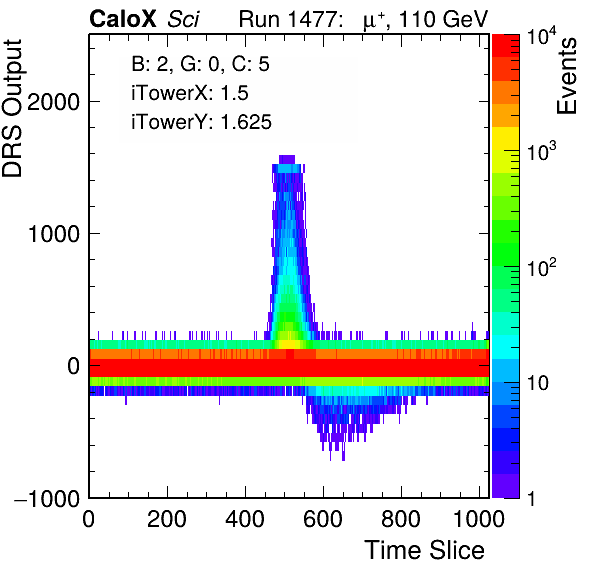 CaloX Sci Run 1477: μ⁺, 110 GeV
B: 2, G: 0, C: 5
iTowerX: 1.5
iTowerY: 1.625
DRS Output
2000
1000
0
−1000
0 200 400 600 800 1000
Time Slice
10⁴
10³
10²
10
1
Events